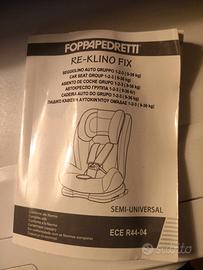 FOPPAPEDRETTI
RE-KLINO FIX
SEGGIOLINO AUTO GRUPPO 1-2-3 (9-36 kg)
CAR SEAT GROUP 1-2-3 (9-36 kg)
ASIENTO DE COCHE GRUPO 1-2-3 (9-36 kg)
ΑΒΤΟΚΡΕСЛО ГРУППА 1-2-3 (9-36 кг)
CADEIRA AUTO DO GRUPO 1-2-3 (9-36 kg)
ΠΑΙΔΙΚΟ ΚΑΘΙΣΜΑ ΑΥΤΟΚΙΝΗΤΟΥ ΟΜΑΔΑΣ 1-2-3 (9-36 kg)
SEMI-UNIVERSAL
ECE R44-04
subito